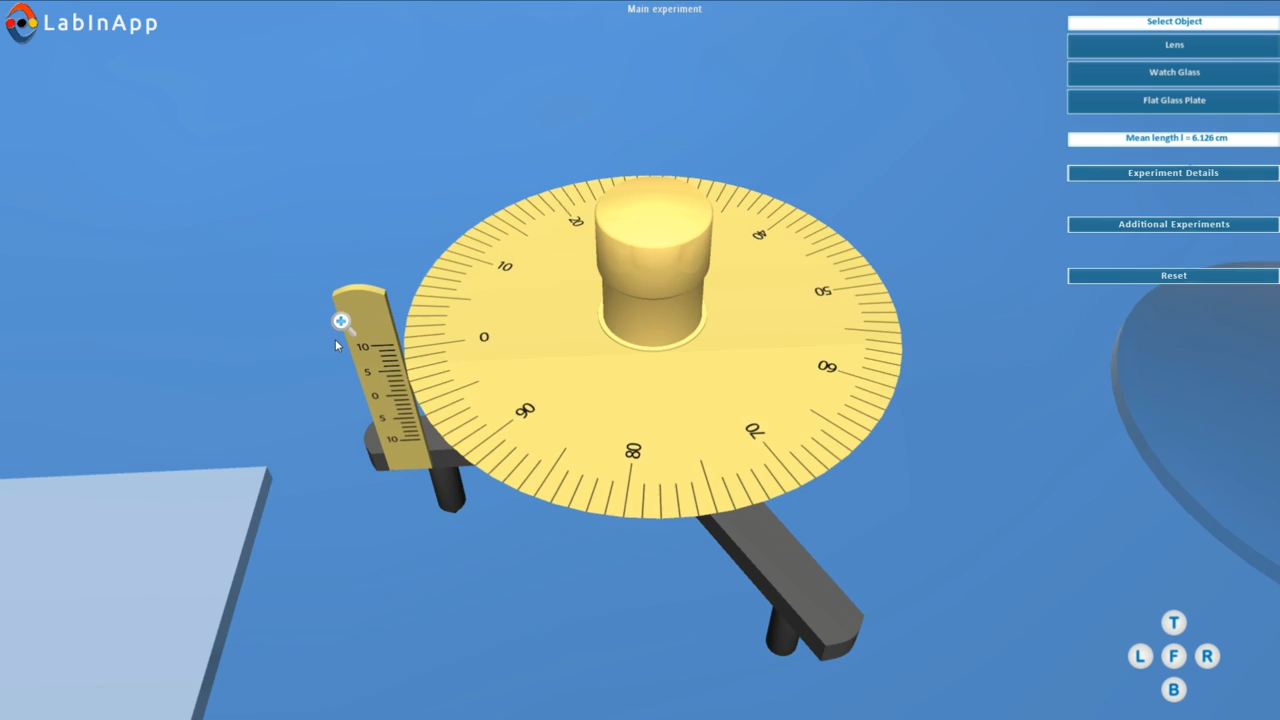 Main experiment
LabInApp
Select Object
Lens
Watch Glass
Flat Glass Plate
Mean length l = 6.126 cm
Experiment Details
Additional Experiments
Reset
20
10
0
90
80
70
60
50
40
10
5
0
5
10
T
L F R
B